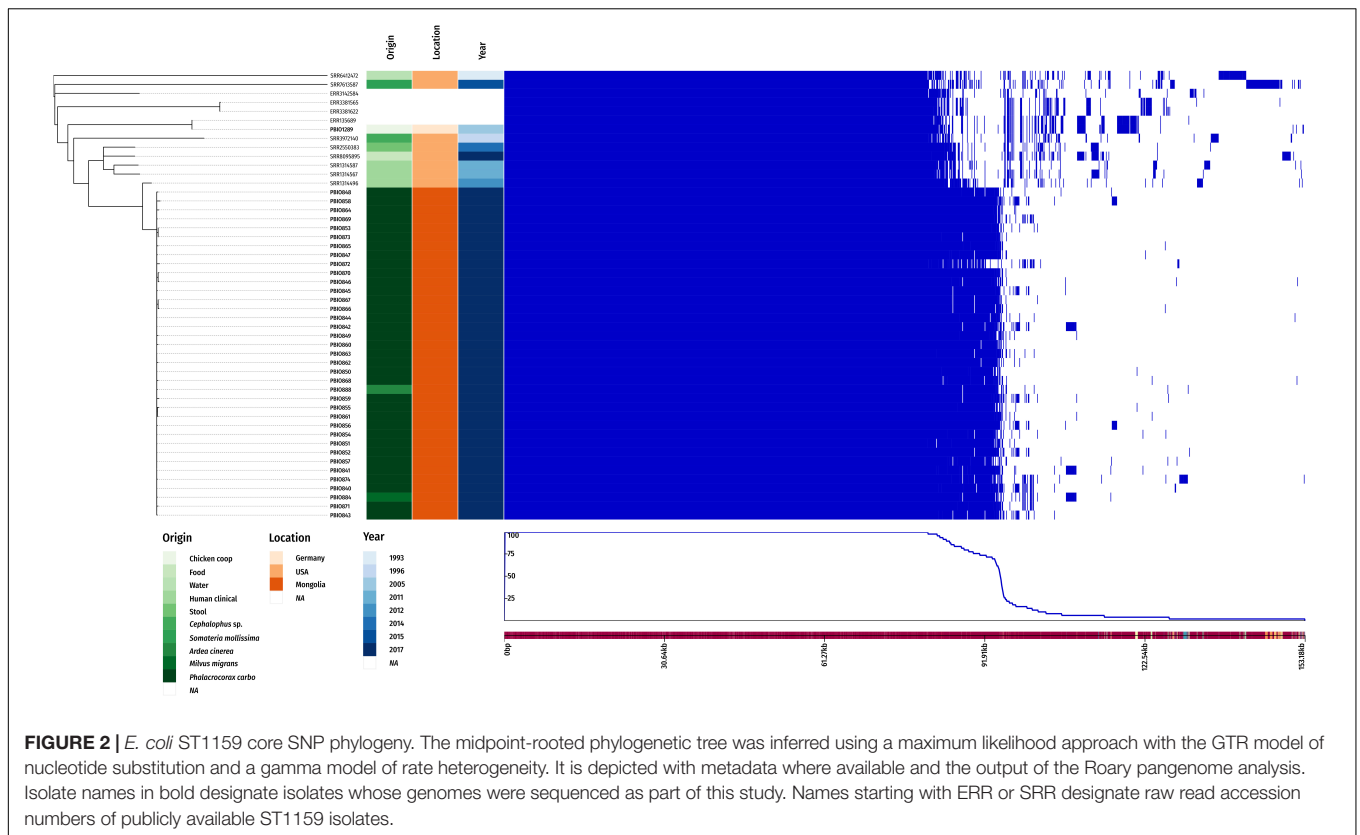 Origin
Location
Year
SRR6412472
SRR7613587
ERR3142584
ERR3381565
ERR3381622
ERR135689
PBIO1289
SRR3972140
SRR2550383
SRR8095895
SRR1314587
SRR1314567
SRR1314496
PBIO848
PBIO858
PBIO864
PBIO869
PBIO853
PBIO873
PBIO865
PBIO847
PBIO872
PBIO870
PBIO846
PBIO845
PBIO867
PBIO866
PBIO844
PBIO842
PBIO849
PBIO860
PBIO863
PBIO862
PBIO850
PBIO868
PBIO888
PBIO859
PBIO855
PBIO861
PBIO856
PBIO854
PBIO851
PBIO852
PBIO857
PBIO841
PBIO874
PBIO840
PBIO884
PBIO871
PBIO843
Origin
Chicken coop
Food
Water
Human clinical
Stool
Cephalophus sp.
Somateria mollissima
Ardea cinerea
Milvus migrans
Phalacrocorax carbo
NA
Location
Germany
USA
Mongolia
NA
Year
1993
1996
2005
2011
2012
2014
2015
2017
NA
100
75
50
25
00bp
30.64kb
61.27kb
91.91kb
122.54kb
153.18kb
FIGURE 2 | E. coli ST1159 core SNP phylogeny. The midpoint-rooted phylogenetic tree was inferred using a maximum likelihood approach with the GTR model of
nucleotide substitution and a gamma model of rate heterogeneity. It is depicted with metadata where available and the output of the Roary pangenome analysis.
Isolate names in bold designate isolates whose genomes were sequenced as part of this study. Names starting with ERR or SRR designate raw read accession
numbers of publicly available ST1159 isolates.